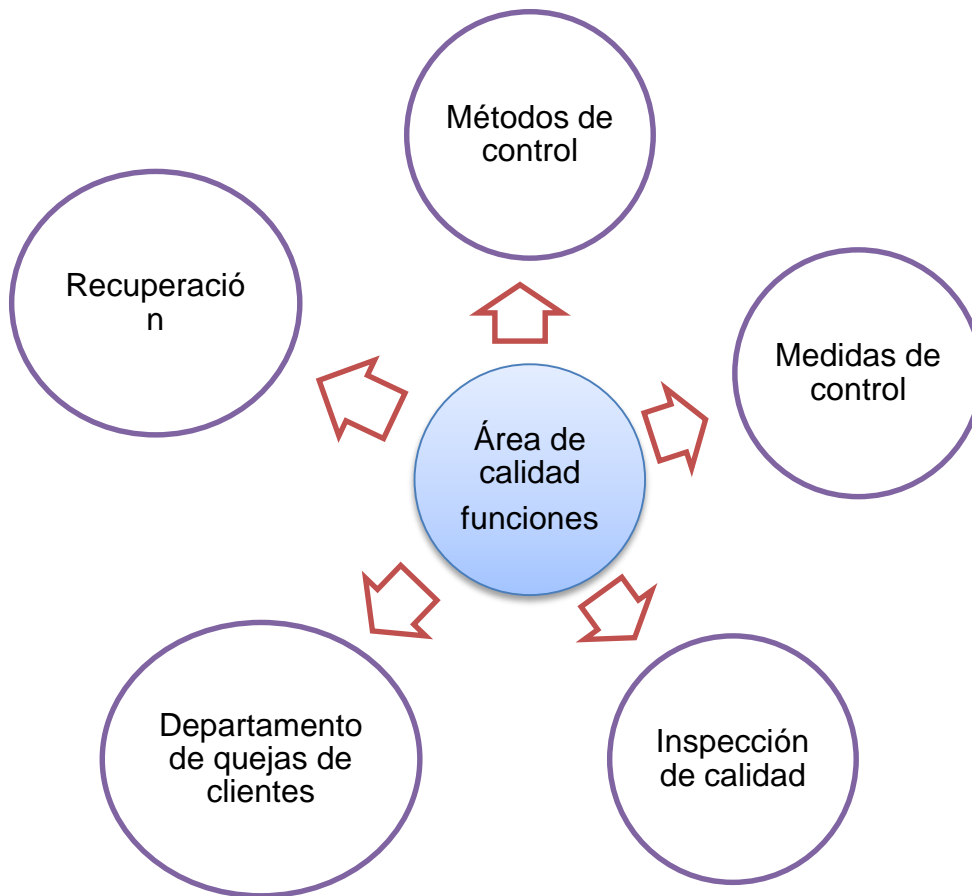 Métodos de
control
Recuperació
n
Medidas de
control
Área de
calidad
funciones
Departamento
de quejas de
clientes
Inspección
de calidad